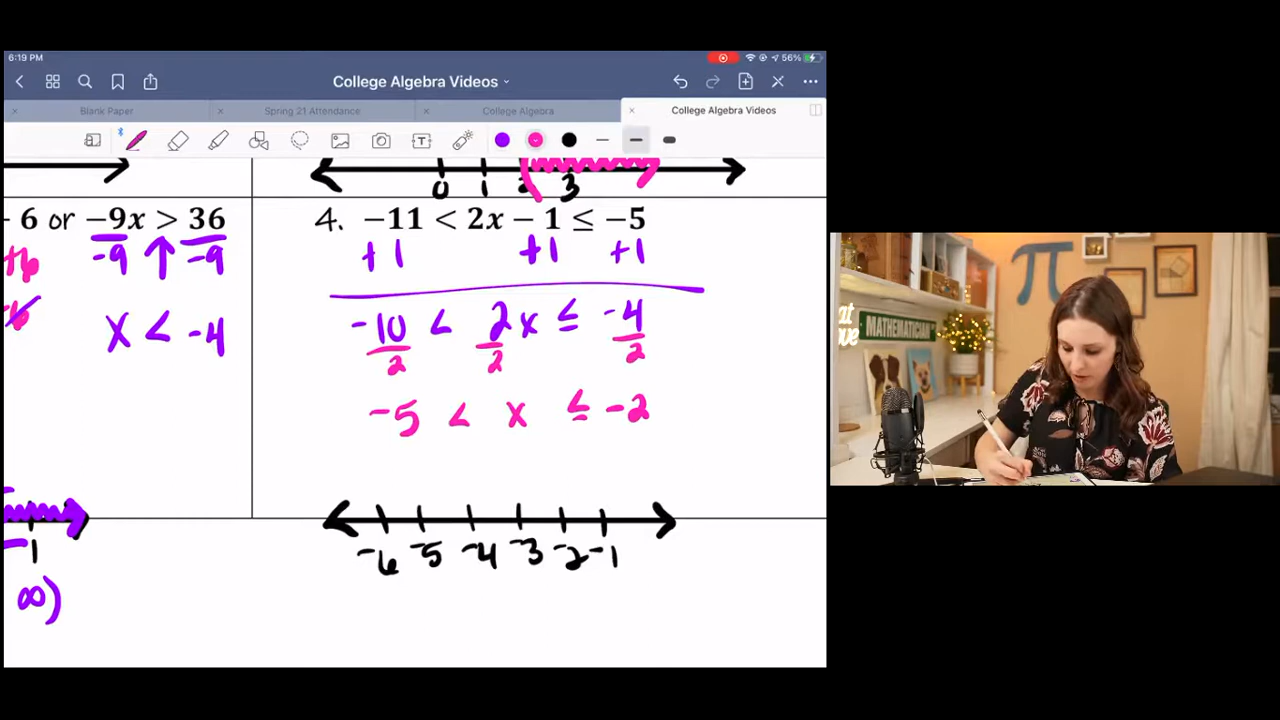 6:19 PM
56%
College Algebra Videos
Blank Paper
Spring 21 Attendance
College Algebra
College Algebra Videos
T
0 1 3
- 6 or -9x > 36
+6 -9 ↑ -9
x < -4
-1
∞)
4. -11 < 2x - 1 ≤ -5
+1 +1 +1
-10 < 2x ≤ -4
2 2 2
-5 < x ≤ -2
-6 -5 -4 -3 -2 -1
MATHEMATICIAN